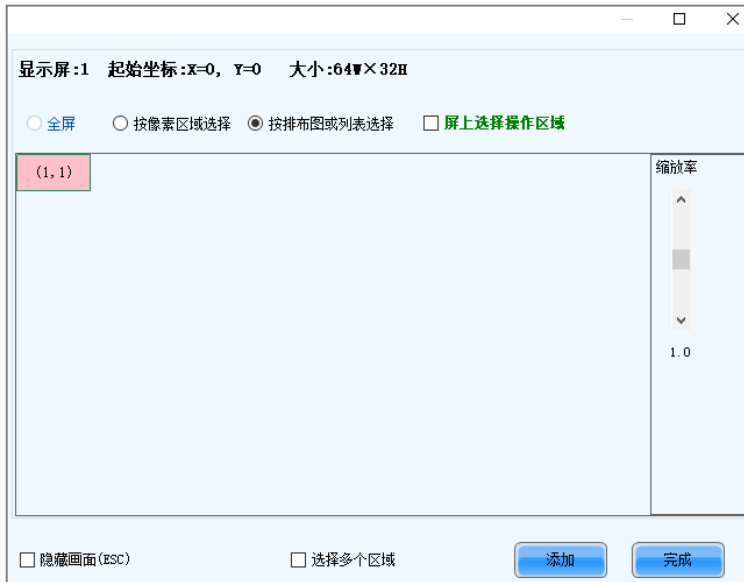 显示屏:1 起始坐标:X=0, Y=0 大小:64W×32H
全屏 按像素区域选择 按排布图或列表选择 屏上选择操作区域
(1,1)
缩放率
1.0
隐藏画面(ESC) 选择多个区域 添加 完成